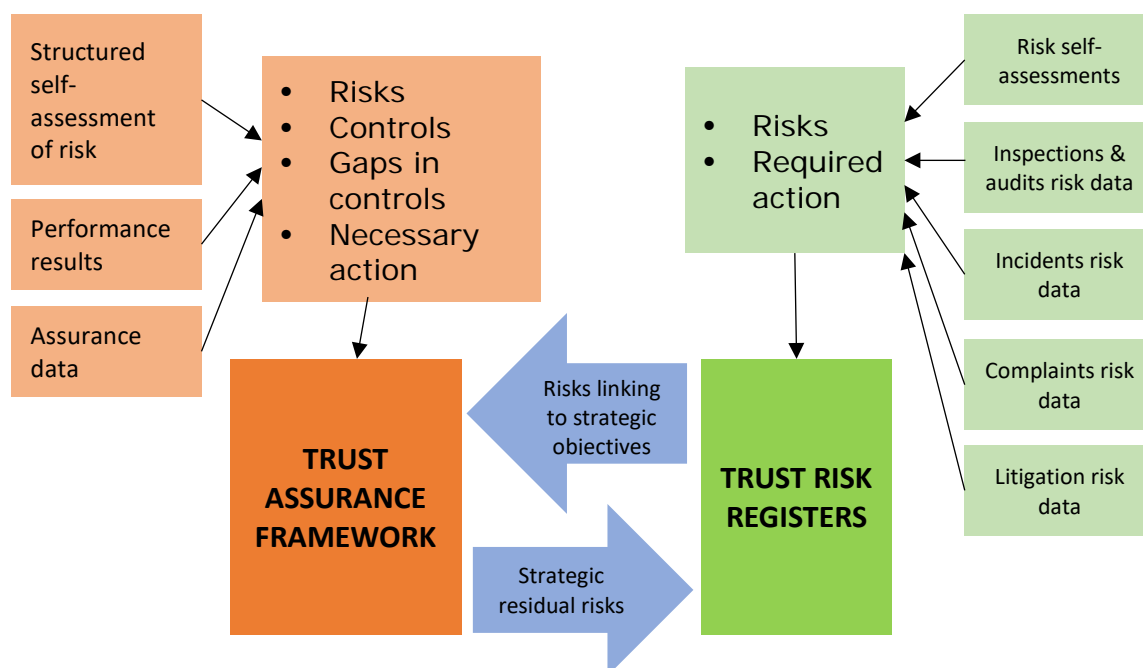 Structured
self-
assessment
of risk
Performance
results
Assurance
data
• Risks
• Controls
• Gaps in
controls
• Necessary
action
TRUST
ASSURANCE
FRAMEWORK
Risks linking
to strategic
objectives
Strategic
residual risks
• Risks
• Required
action
TRUST RISK
REGISTERS
Risk self-
assessments
Inspections &
audits risk data
Incidents risk
data
Complaints risk
data
Litigation risk
data